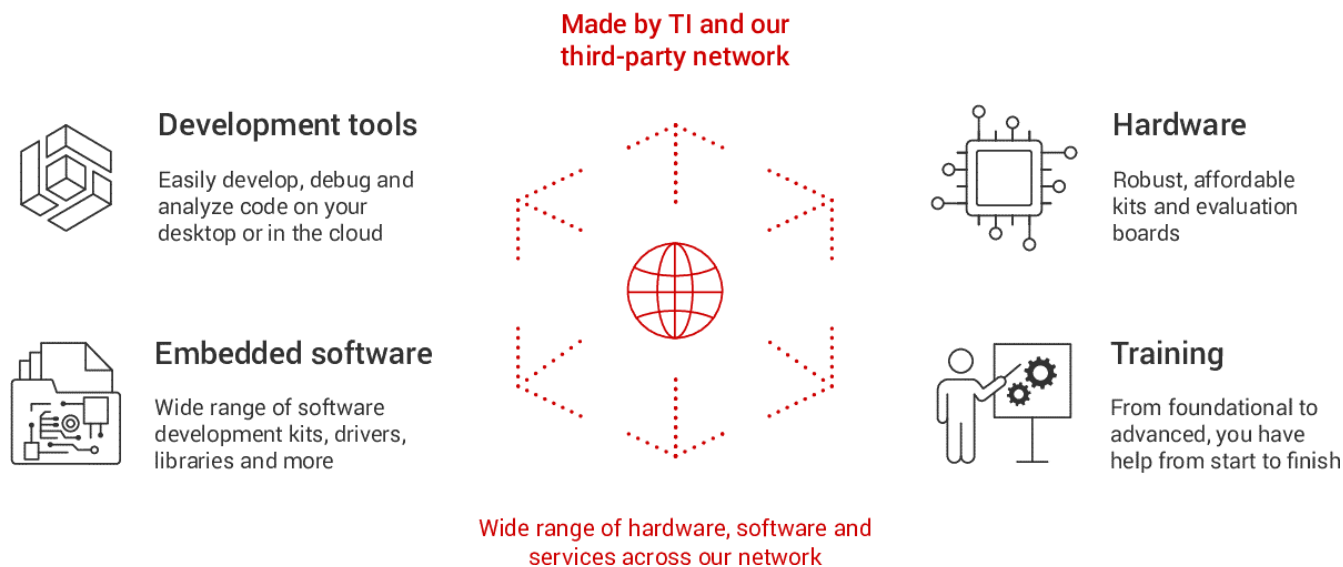 Made by TI and our
third-party network
Development tools
Easily develop, debug and
analyze code on your
desktop or in the cloud
Hardware
Robust, affordable
kits and evaluation
boards
Embedded software
Wide range of software
development kits, drivers,
libraries and more
Training
From foundational to
advanced, you have
help from start to finish
Wide range of hardware, software and
services across our network